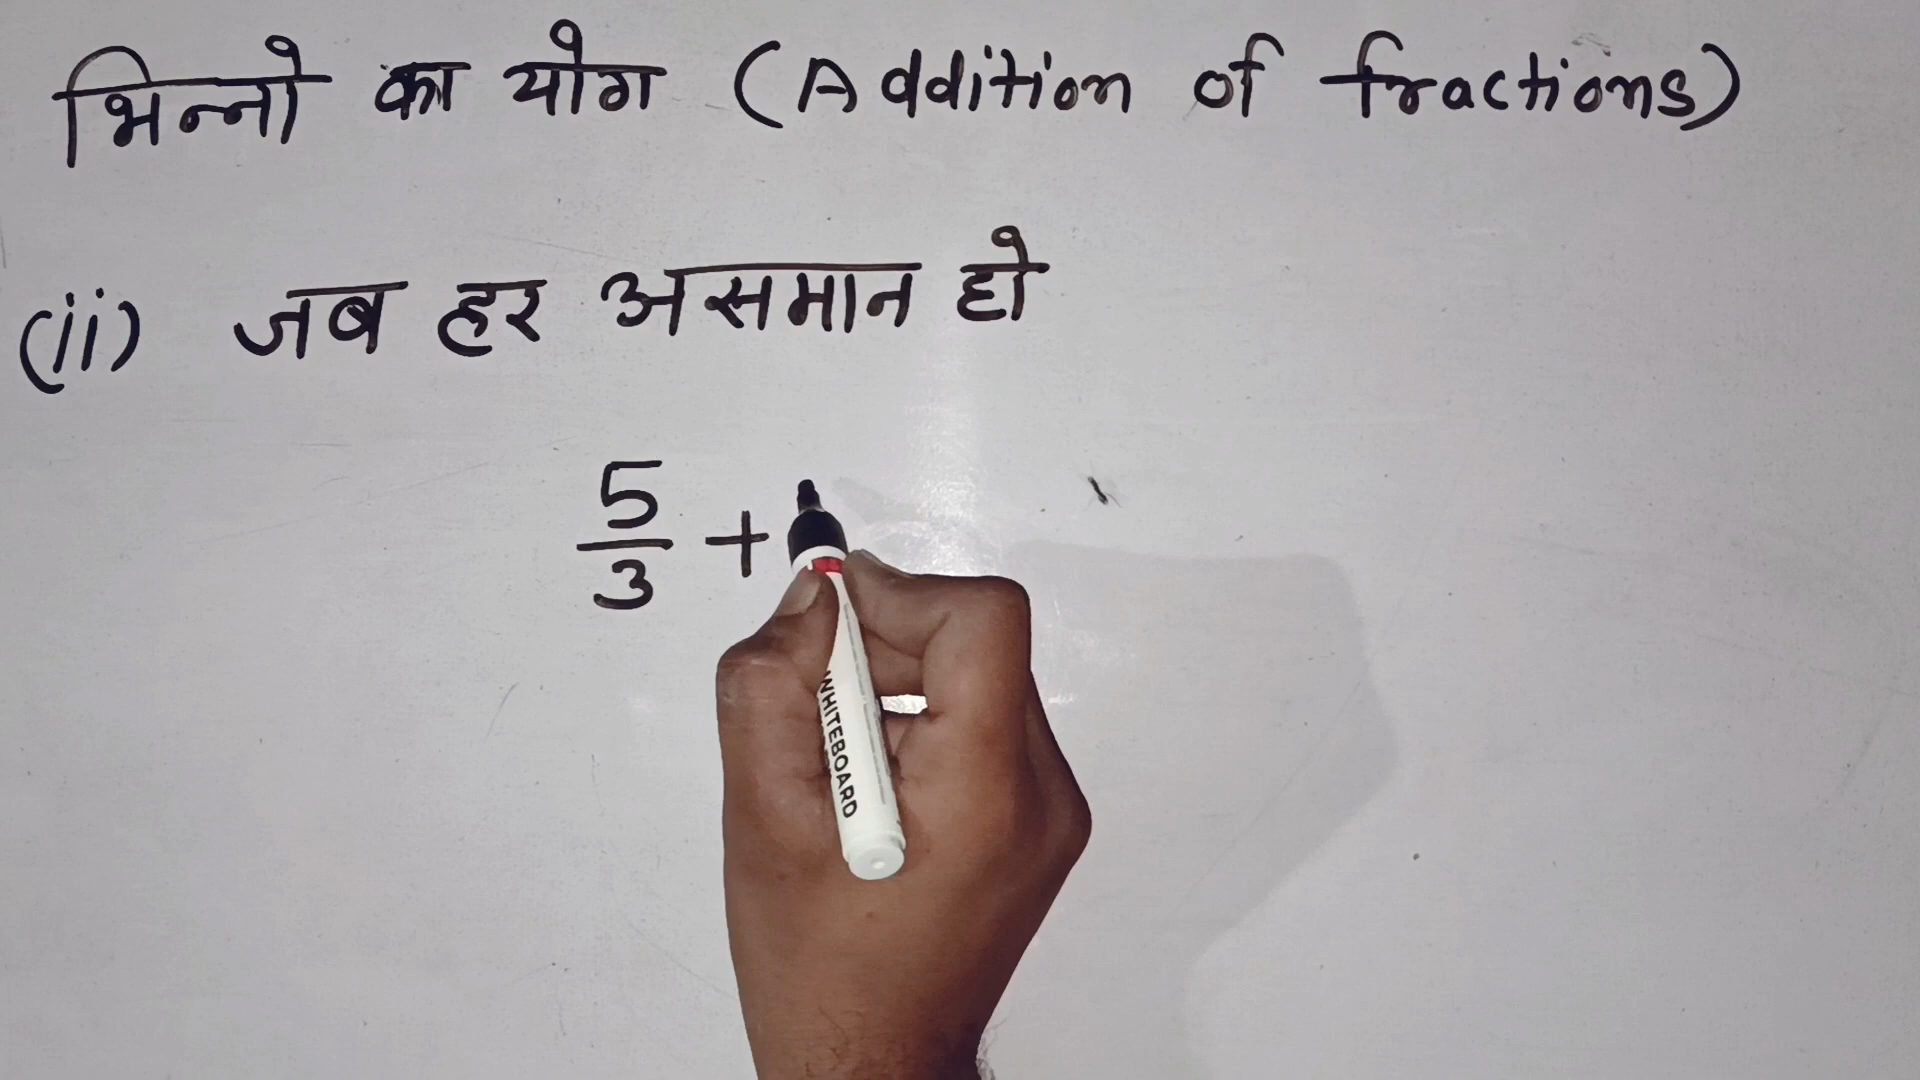 भिन्नो का योग (Addition of fractions)
(ii) जब हर असमान हो
5/3 +
WHITEBOARD